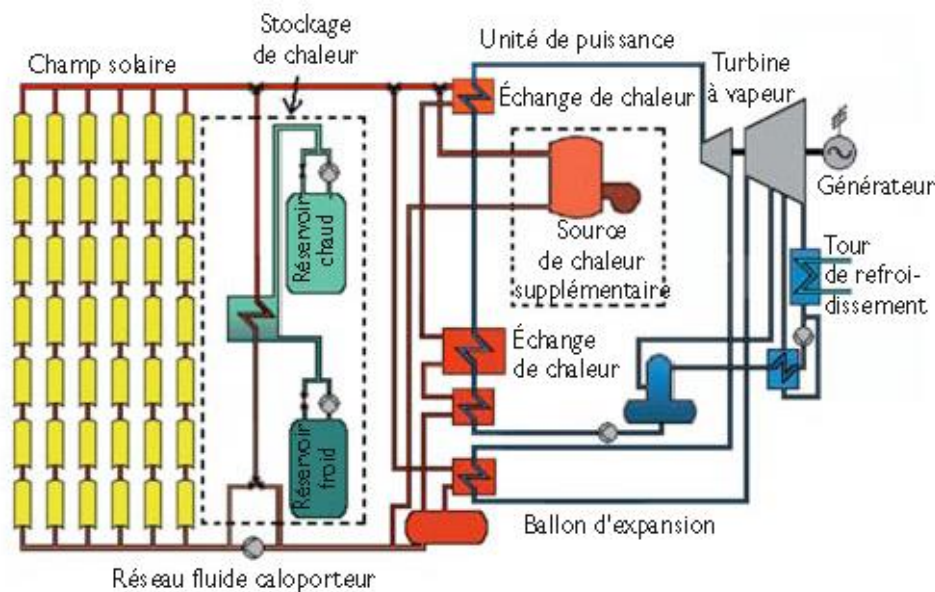 Stockage
de chaleur
Unité de puissance
Turbine
à vapeur
Champ solaire
Échange de chaleur
Générateur
Réservoir
chaud
Source
de chaleur
supplémentaire
Tour
de refroi-
dissement
Échange
de chaleur
Réservoir
froid
Ballon d'expansion
Réseau fluide caloporteur